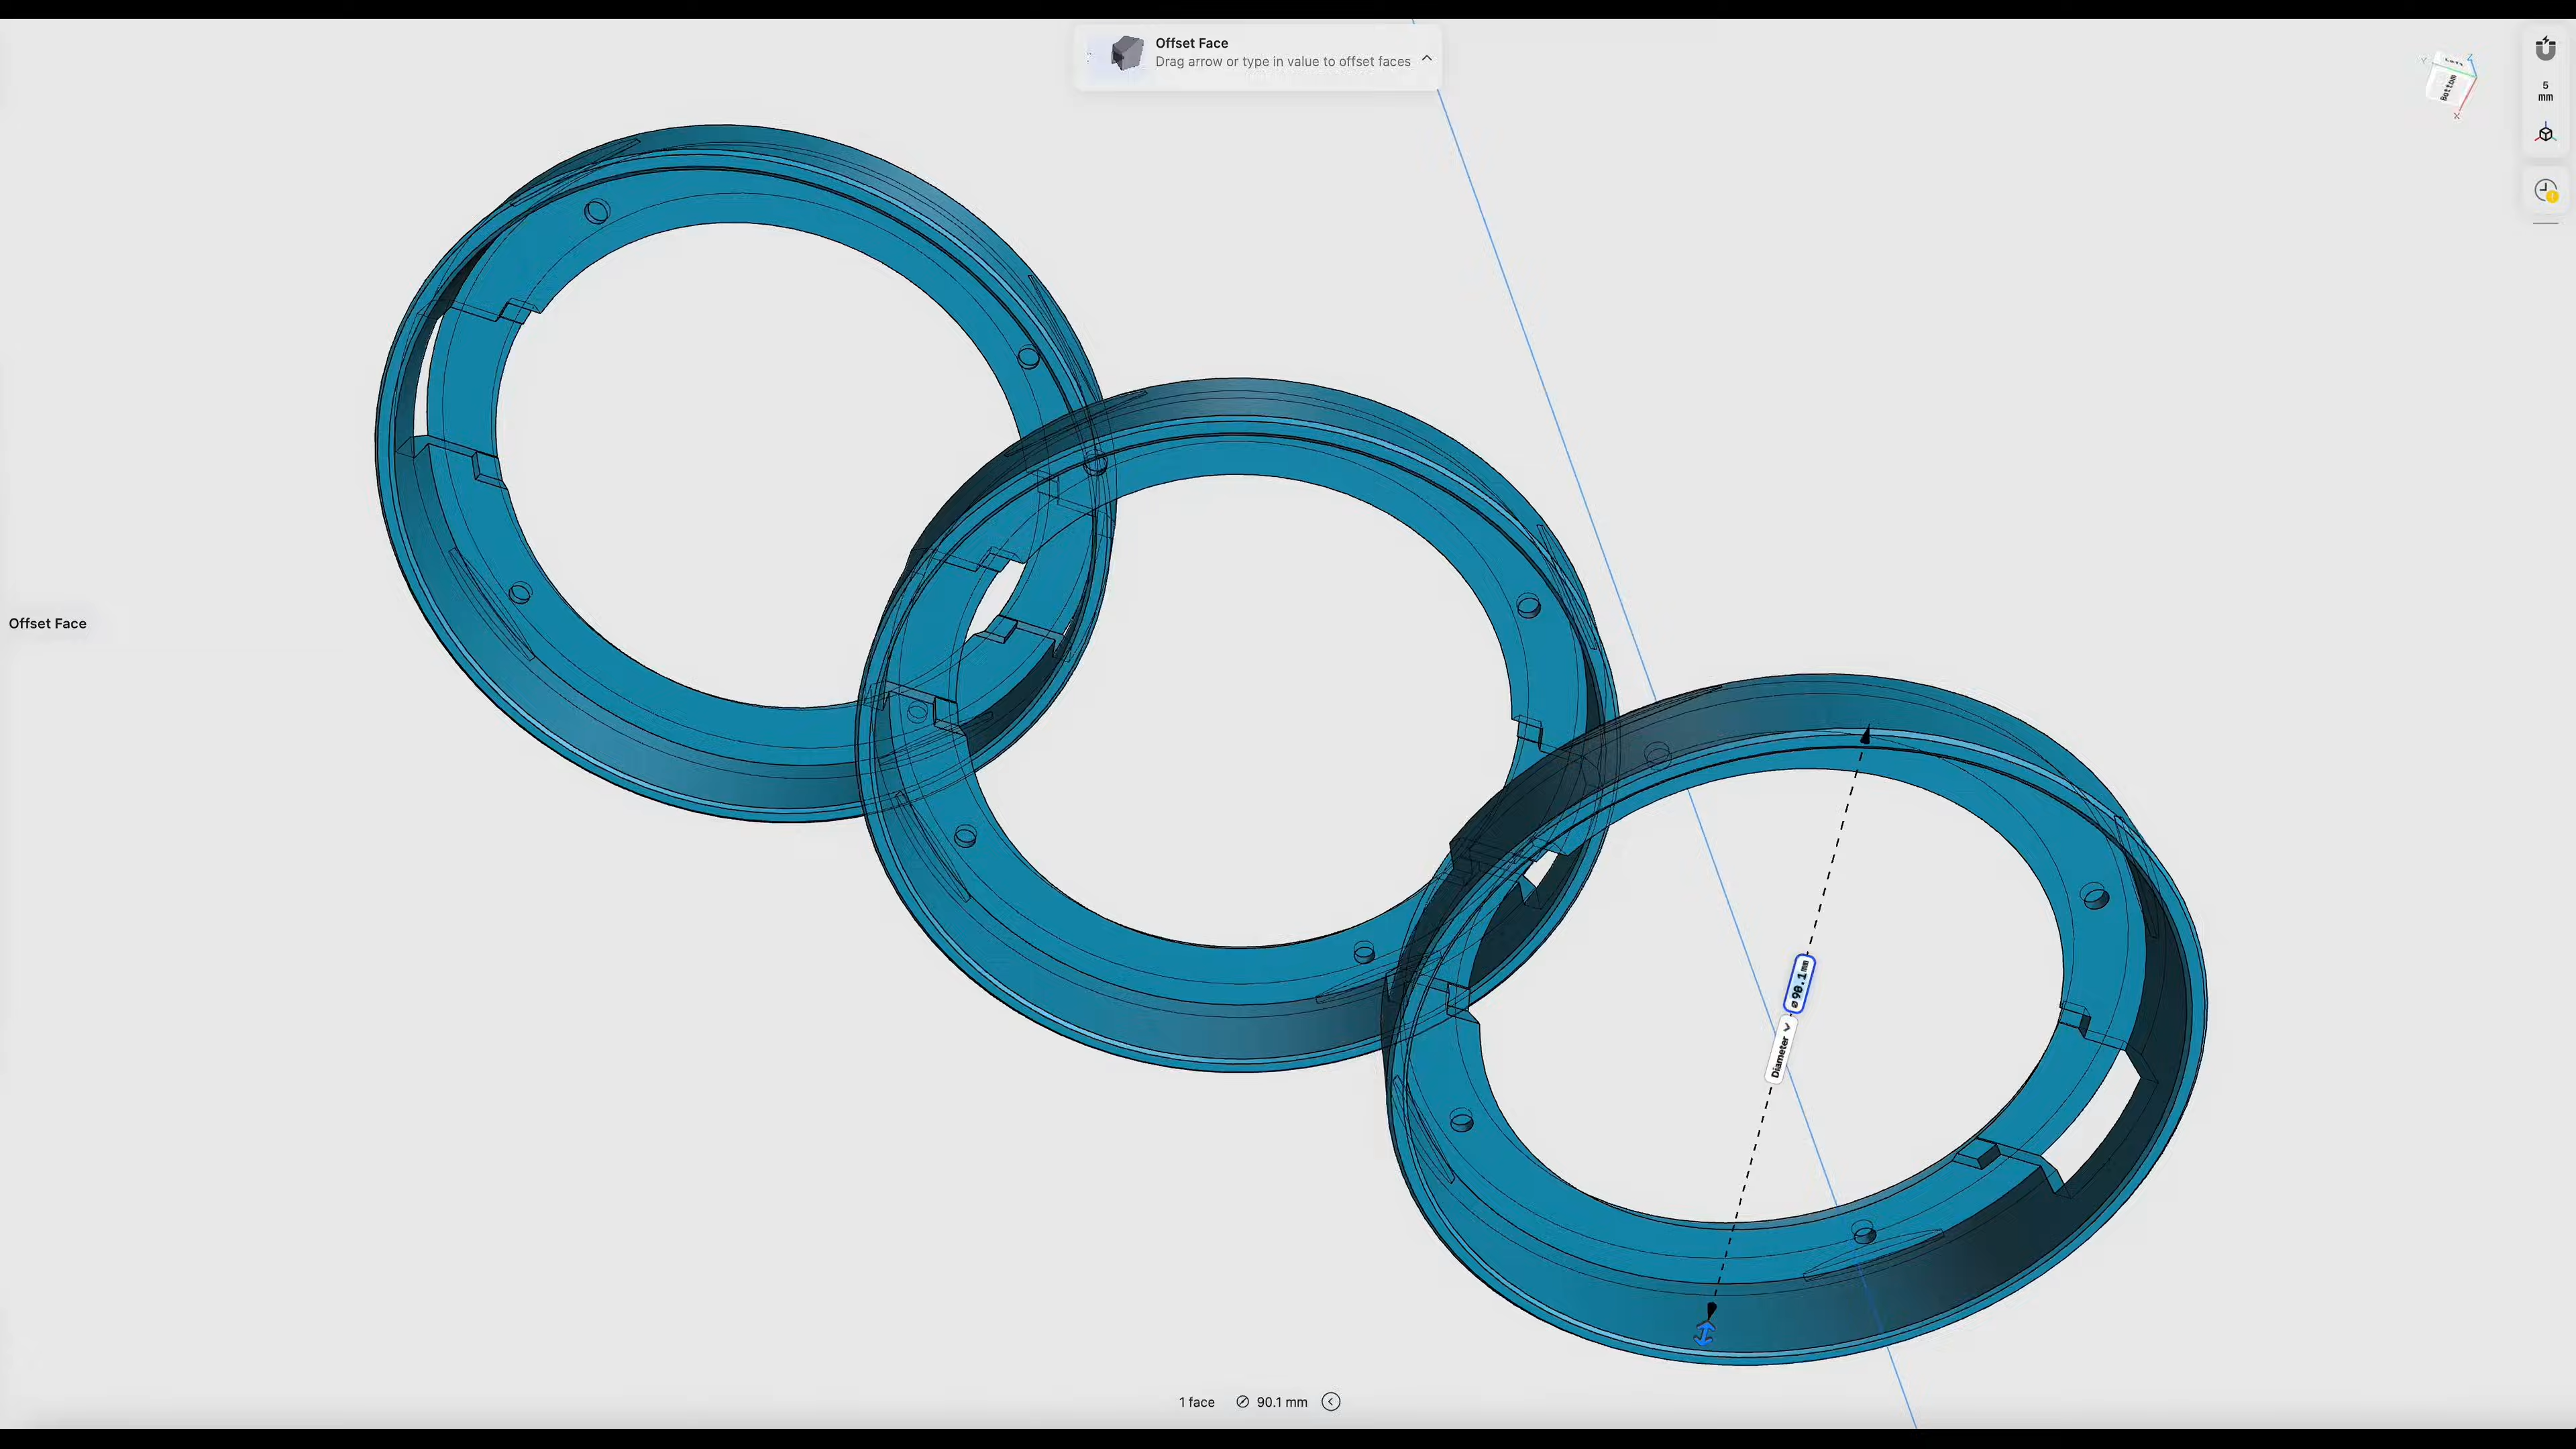 Offset Face
Drag arrow or type in value to offset faces
Bottom
Z
Y
X
5
mm
Offset Face
⌀90.1 mm
Diameter
1 face
90.1 mm